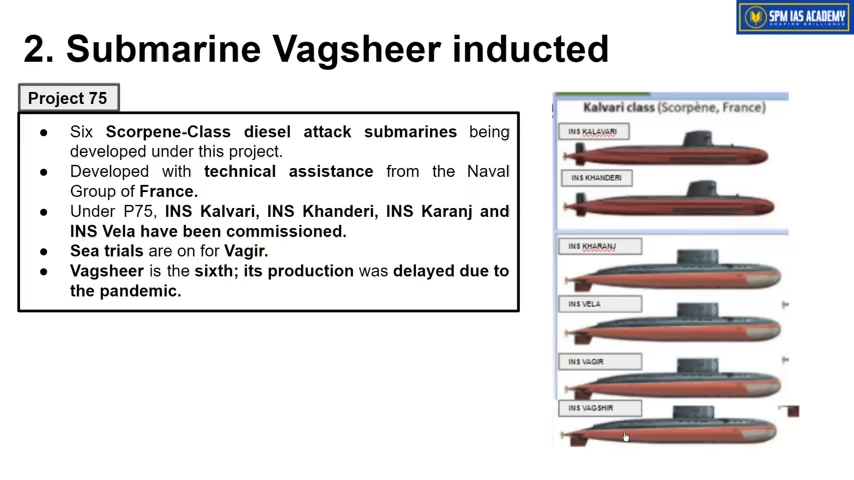 SPM IAS ACADEMY
SHAPING BRILLIANCE
2. Submarine Vagsheer inducted
Project 75
● Six Scorpene-Class diesel attack submarines being
developed under this project.
● Developed with technical assistance from the Naval
Group of France.
● Under P75, INS Kalvari, INS Khanderi, INS Karanj and
INS Vela have been commissioned.
● Sea trials are on for Vagir.
● Vagsheer is the sixth; its production was delayed due to
the pandemic.
Kalvari class (Scorpène, France)
INS KALAVARI
INS KHANDERI
INS KHARANJ
INS VELA
INS VAGIR
INS VAGSHIR